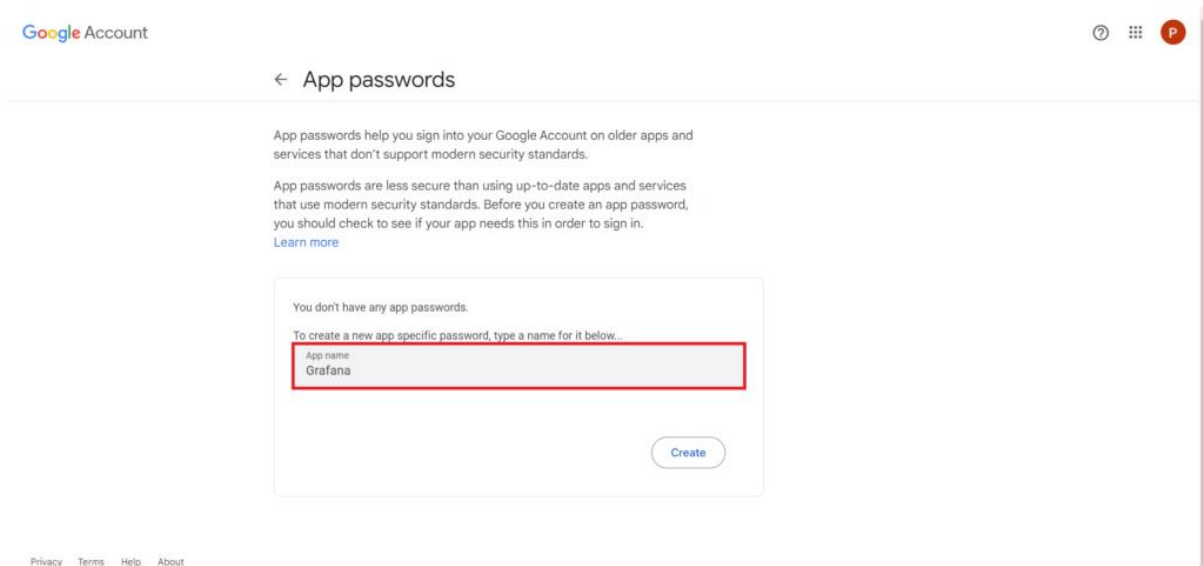 Google Account
P
App passwords
App passwords help you sign into your Google Account on older apps and
services that don't support modern security standards.
App passwords are less secure than using up-to-date apps and services
that use modern security standards. Before you create an app password,
you should check to see if your app needs this in order to sign in.
Learn more
You don't have any app passwords.
To create a new app specific password, type a name for it below...
App name
Grafana
Create
Privacy Terms Help About